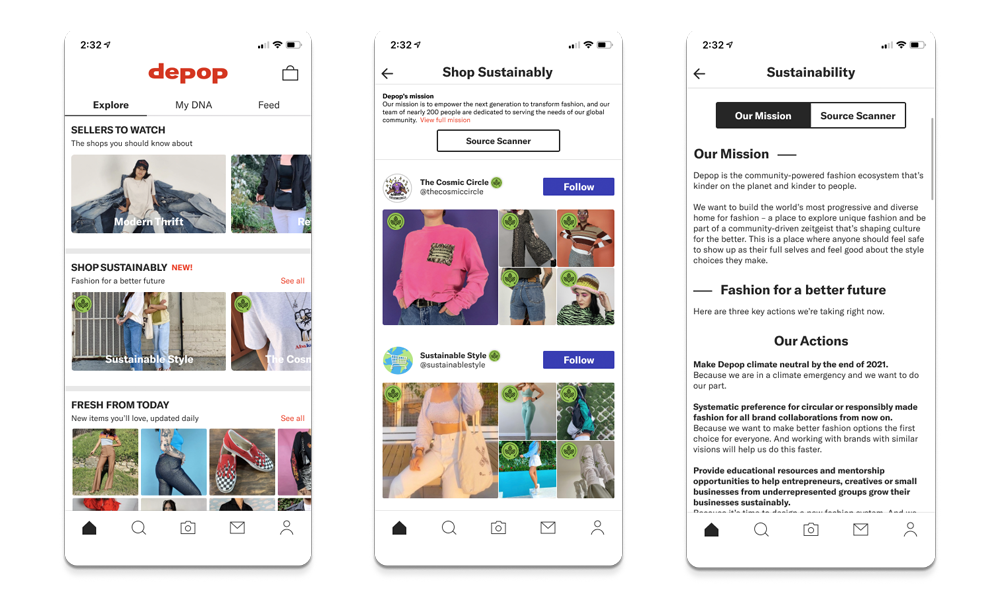 2:32
depop
Explore
My DNA
Feed
SELLERS TO WATCH
The shops you should know about
Modern Thrift
Re
SHOP SUSTAINABLY NEW!
Fashion for a better future
See all
Sustainable Style
The Cosm
FRESH FROM TODAY
New items you'll love, updated daily
See all
2:32
Shop Sustainably
Depop's mission
Our mission is to empower the next generation to transform fashion, and our
team of nearly 200 people are dedicated to serving the needs of our global
community. View full mission
Source Scanner
The Cosmic Circle
@thecosmiccircle
Follow
Sustainable Style
@sustainablestyle
Follow
2:32
Sustainability
Our Mission
Source Scanner
Our Mission
Depop is the community-powered fashion ecosystem that's
kinder on the planet and kinder to people.
We want to build the world's most progressive and diverse
home for fashion – a place to explore unique fashion and be
part of a community-driven zeitgeist that's shaping culture
for the better. This is a place where anyone should feel safe
to show up as their full selves and feel good about the style
choices they make.
Fashion for a better future
Here are three key actions we're taking right now.
Our Actions
Make Depop climate neutral by the end of 2021.
Because we are in a climate emergency and we want to do
our part.
Systematic preference for circular or responsibly made
fashion for all brand collaborations from now on.
Because we want to make better fashion options the first
choice for everyone. And working with brands with similar
visions will help us do this faster.
Provide educational resources and mentorship
opportunities to help entrepreneurs, creatives or small
businesses from underrepresented groups grow their
businesses sustainably.
Because it's time to design a new fashion system. And we